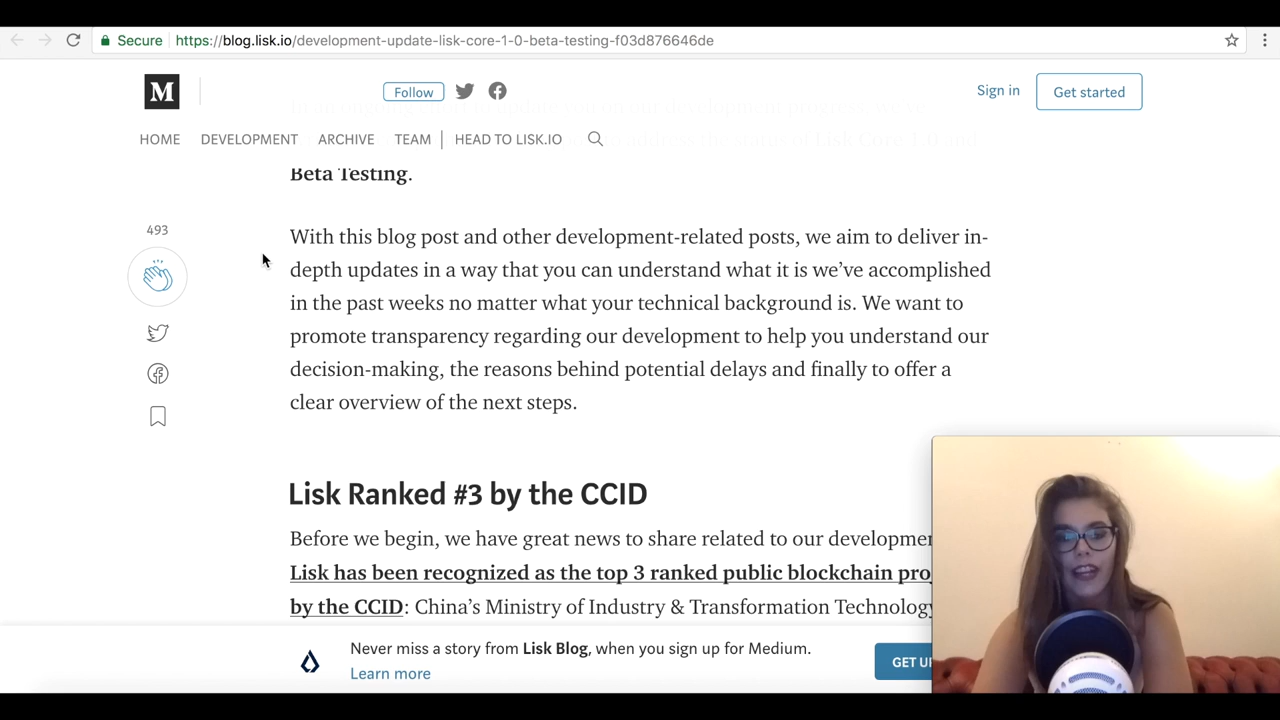 Secure https://blog.lisk.io/development-update-lisk-core-1-0-beta-testing-f03d876646de
M
Follow
Sign in
Get started
HOME DEVELOPMENT ARCHIVE TEAM HEAD TO LISK.IO
Beta Testing.
493
With this blog post and other development-related posts, we aim to deliver in-
depth updates in a way that you can understand what it is we’ve accomplished
in the past weeks no matter what your technical background is. We want to
promote transparency regarding our development to help you understand our
decision-making, the reasons behind potential delays and finally to offer a
clear overview of the next steps.
Lisk Ranked #3 by the CCID
Before we begin, we have great news to share related to our developmen
Lisk has been recognized as the top 3 ranked public blockchain pro
by the CCID: China’s Ministry of Industry & Transformation Technology
Never miss a story from Lisk Blog, when you sign up for Medium.
Learn more
GET U